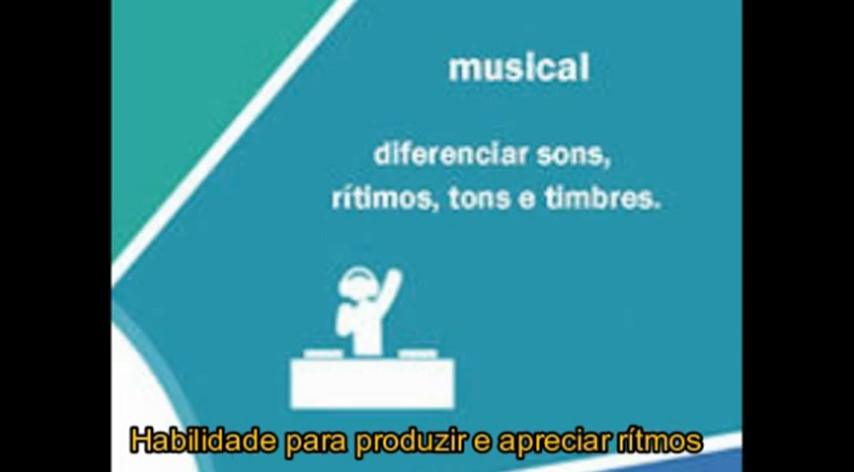 musical
diferenciar sons,
rítimos, tons e timbres.
Habilidade para produzir e apreciar rítmos